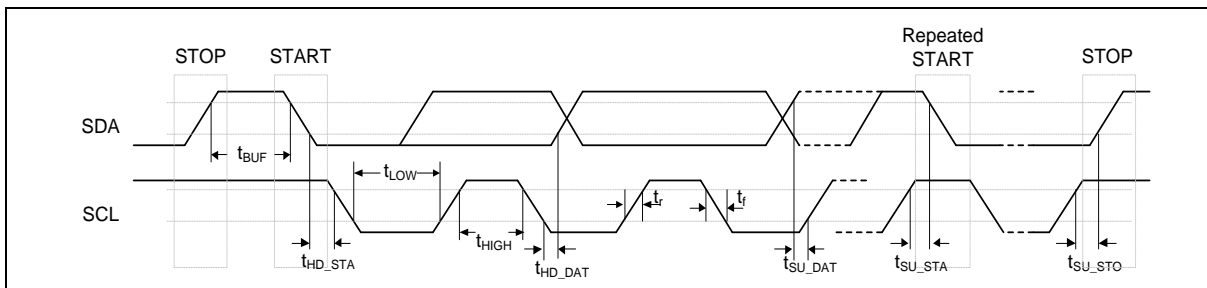 STOP START Repeated START STOP
SDA
tBUF
tLOW
SCL
tr tf
tHIGH
tHD_STA tHD_DAT tSU_DAT tSU_STA tSU_STO